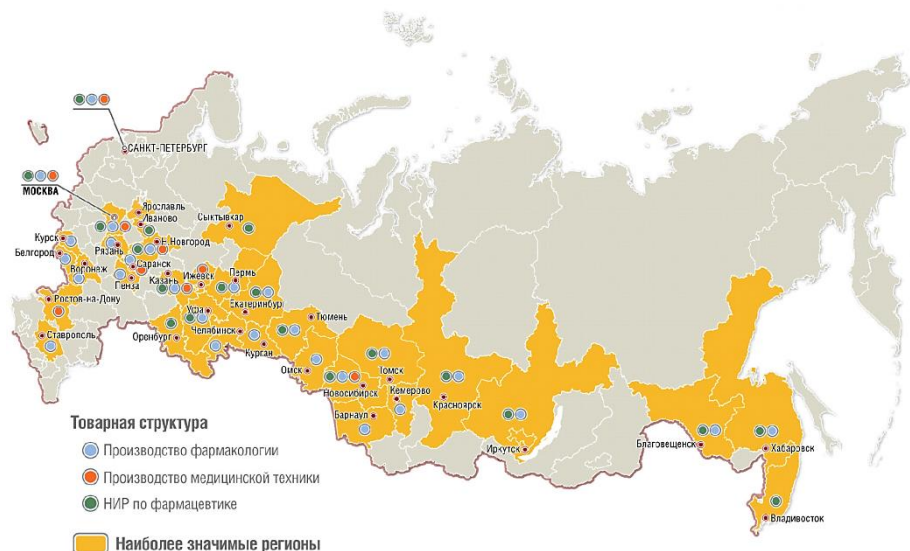 САНКТ-ПЕТЕРБУРГ
МОСКВА
Ярославль
Иваново
Сыктывкар
Курск
Н.Новгород
Белгород
Рязань
Воронеж
Саранск
Пенза
Казань
Ижевск
Пермь
Ростов-на-Дону
Екатеринбург
Уфа
Тюмень
Ставрополь
Оренбург
Челябинск
Курган
Омск
Томск
Новосибирск
Кемерово
Красноярск
Барнаул
Иркутск
Благовещенск
Хабаровск
Владивосток
Товарная структура
Производство фармакологии
Производство медицинской техники
НИР по фармацевтике
Наиболее значимые регионы